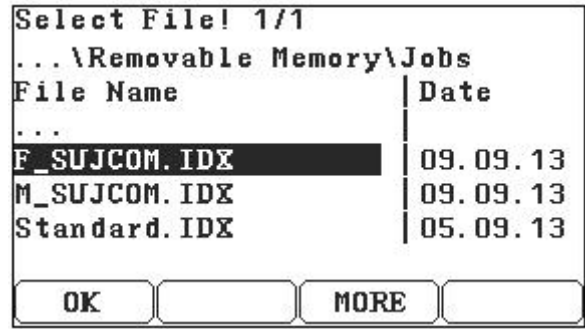 Select File! 1/1
...\Removable Memory\Jobs
File Name | Date
...
F_SUJCOM.IDX | 09.09.13
M_SUJCOM.IDX | 09.09.13
Standard.IDX | 05.09.13
OK MORE